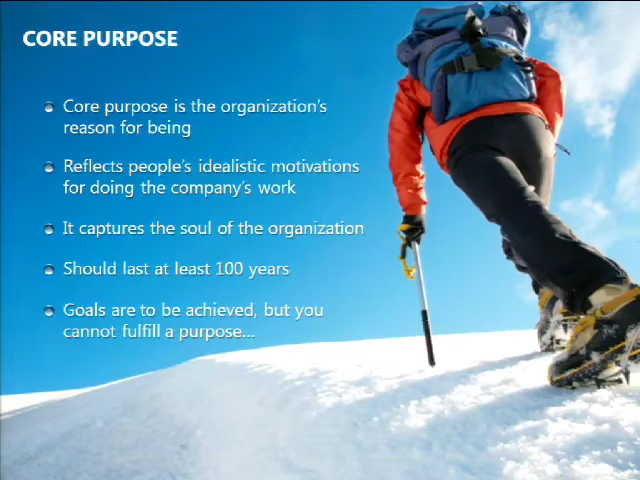 CORE PURPOSE
Core purpose is the organization's
reason for being
Reflects people's idealistic motivations
for doing the company's work
It captures the soul of the organization
Should last at least 100 years
Goals are to be achieved, but you
cannot fulfill a purpose...